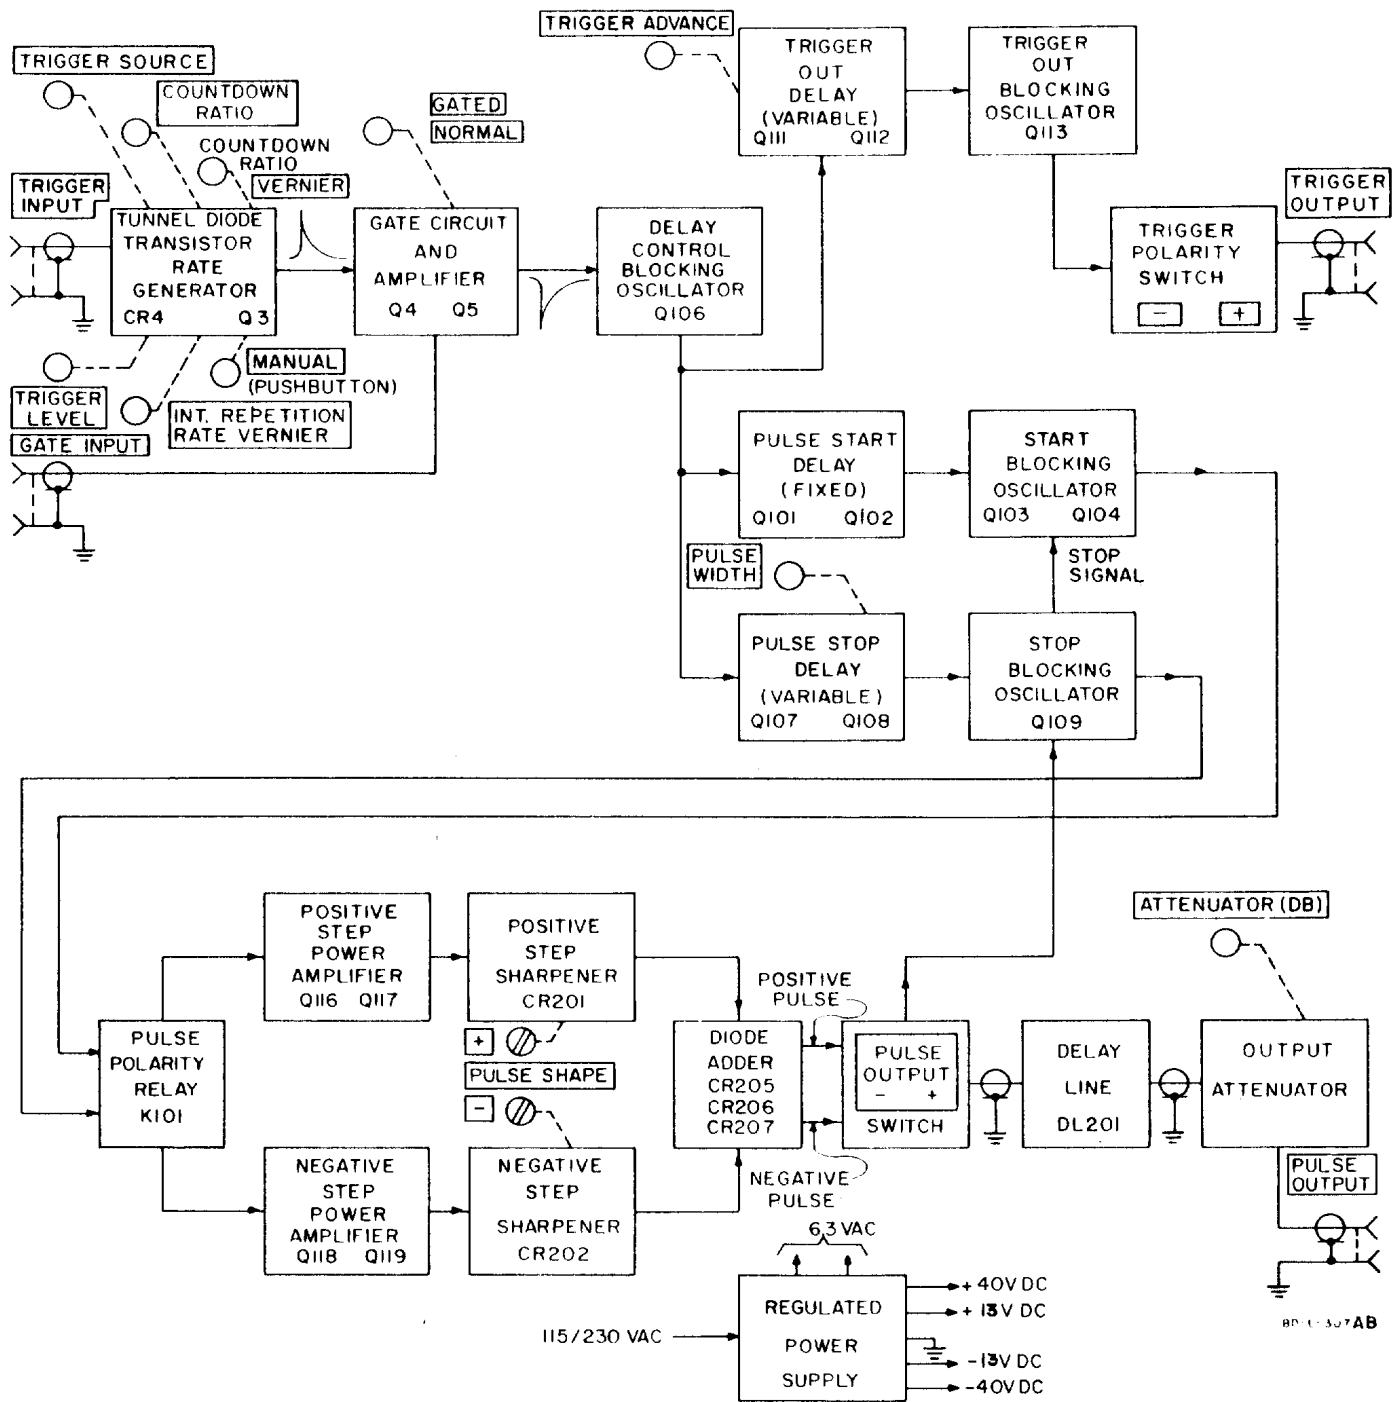 TRIGGER SOURCE
COUNTDOWN
RATIO
COUNTDOWN
RATIO
VERNIER
TRIGGER
INPUT
TUNNEL DIODE
TRANSISTOR
RATE
GENERATOR
CR4 Q3
TRIGGER
LEVEL
MANUAL
(PUSHBUTTON)
INT. REPETITION
RATE VERNIER
GATE INPUT
GATED
NORMAL
GATE CIRCUIT
AND
AMPLIFIER
Q4 Q5
DELAY
CONTROL
BLOCKING
OSCILLATOR
Q106
TRIGGER ADVANCE
TRIGGER
OUT
DELAY
(VARIABLE)
Q111 Q112
TRIGGER
OUT
BLOCKING
OSCILLATOR
Q113
TRIGGER
POLARITY
SWITCH
- +
TRIGGER
OUTPUT
PULSE START
DELAY
(FIXED)
Q101 Q102
START
BLOCKING
OSCILLATOR
Q103 Q104
STOP
SIGNAL
PULSE
WIDTH
PULSE STOP
DELAY
(VARIABLE)
Q107 Q108
STOP
BLOCKING
OSCILLATOR
Q109
PULSE
POLARITY
RELAY
K101
POSITIVE
STEP
POWER
AMPLIFIER
Q116 Q117
POSITIVE
STEP
SHARPENER
CR201
+
PULSE SHAPE
-
NEGATIVE
STEP
POWER
AMPLIFIER
Q118 Q119
NEGATIVE
STEP
SHARPENER
CR202
DIODE
ADDER
CR205
CR206
CR207
POSITIVE
PULSE
NEGATIVE
PULSE
PULSE
OUTPUT
- +
SWITCH
DELAY
LINE
DL201
ATTENUATOR (DB)
OUTPUT
ATTENUATOR
PULSE
OUTPUT
6.3 VAC
115/230 VAC
REGULATED
POWER
SUPPLY
+ 40V DC
+ 13V DC
-13V DC
-40V DC